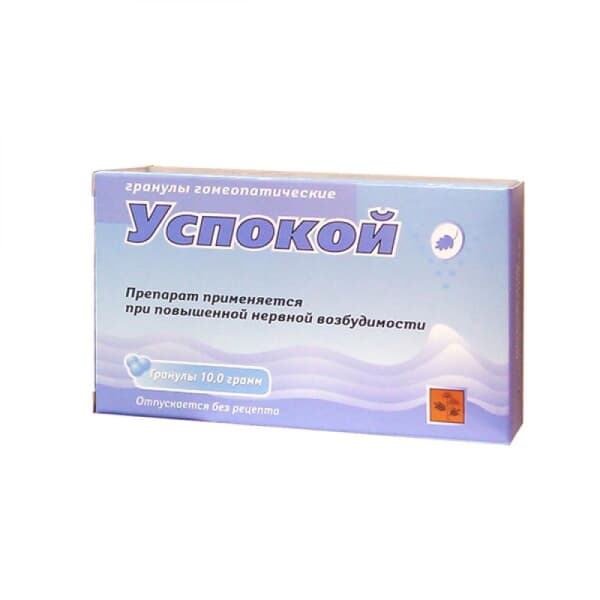 гранулы гомеопатические
Успокой
Препарат применяется
при повышенной нервной возбудимости
Гранулы 10,0 грамм
Отпускается без рецепта